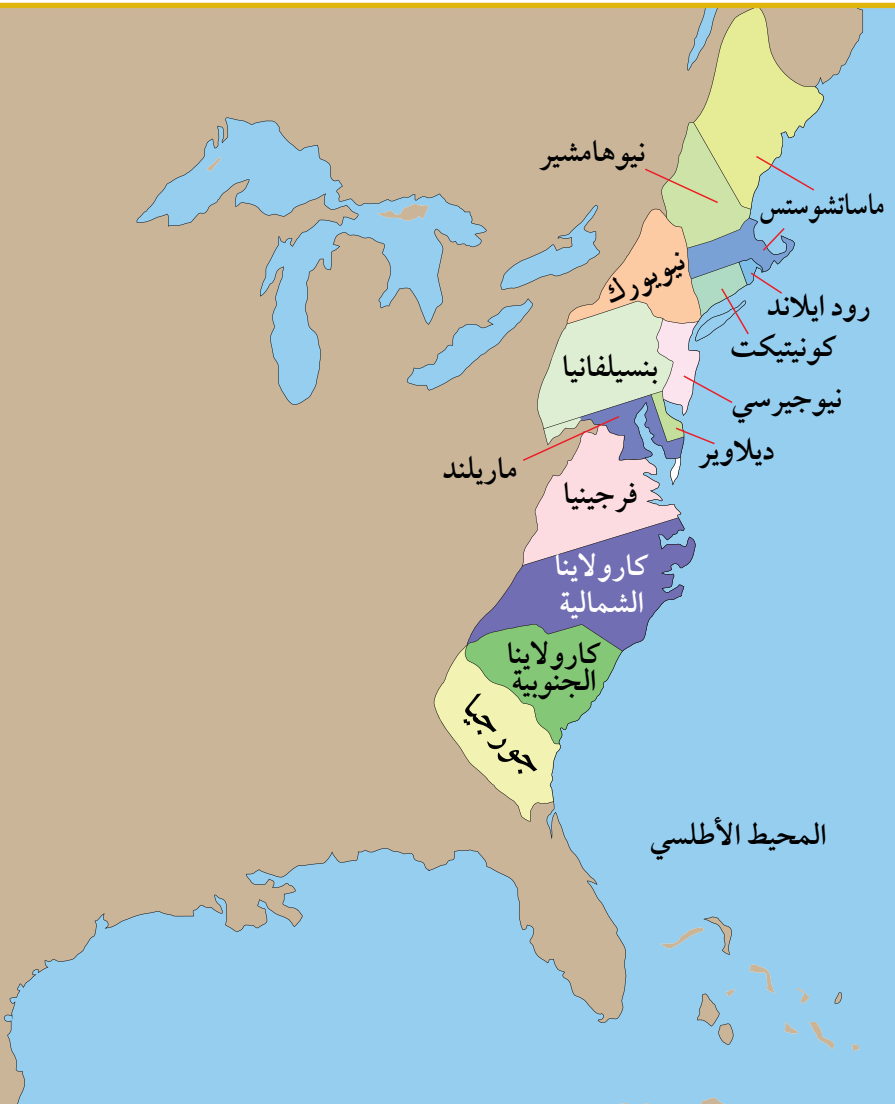 نيوهامشير
ماساتشوستس
نيويورك
رود ايلاند
كونيتيكت
بنسيلفانيا
نيوجيرسي
ديلاوير
ماريلند
فرجينيا
كارولاينا
الشمالية
كارولاينا
الجنوبية
جورجيا
المحيط الأطلسي